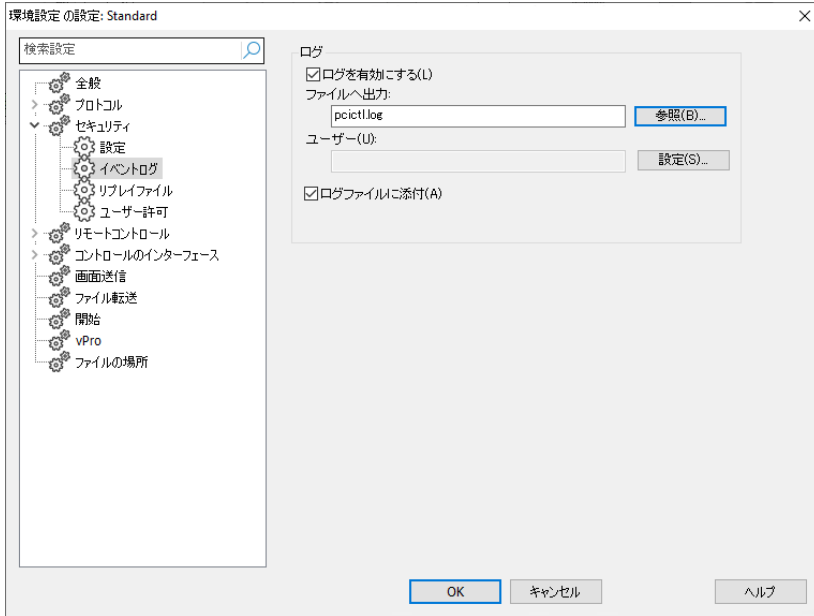 環境設定 の設定: Standard
検索設定
全般
プロトコル
セキュリティ
設定
イベントログ
リプレイファイル
ユーザー許可
リモートコントロール
コントロールのインターフェース
画面送信
ファイル転送
開始
vPro
ファイルの場所
ログ
ログを有効にする(L)
ファイルへ出力:
pcictl.log
参照(B)...
ユーザー(U):
設定(S)...
ログファイルに添付(A)
OK
キャンセル
ヘルプ